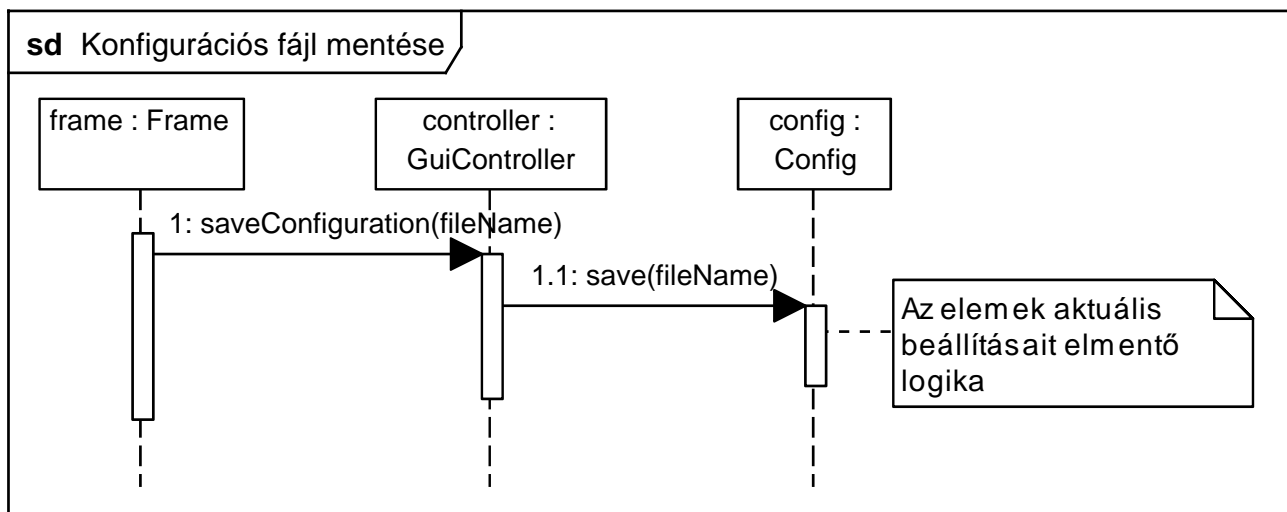 sd Konfigurációs fájl mentése
frame : Frame
controller :
GuiController
config :
Config
1: saveConfiguration(fileName)
1.1: save(fileName)
Az elemek aktuális
beállításait elmentő
logika